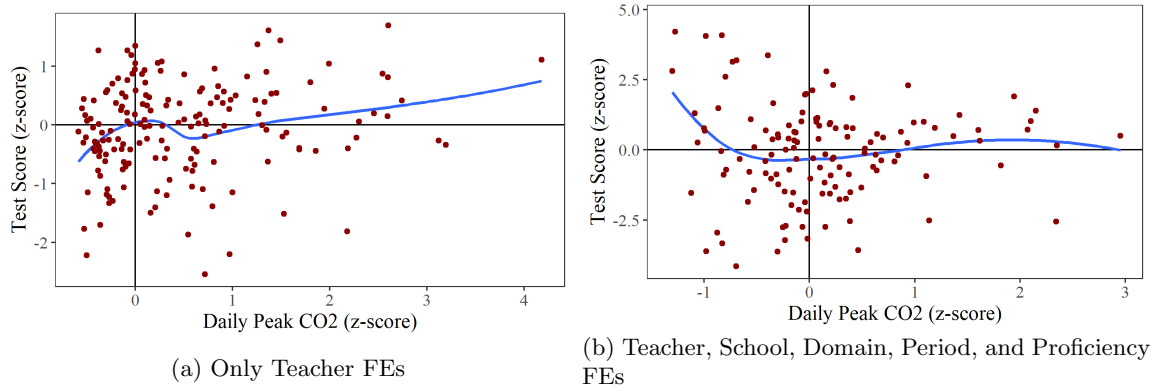 Test Score (z-score)
1
0
-1
-2
0
1
2
3
4
Daily Peak CO2 (z-score)
(a) Only Teacher FEs
Test Score (z-score)
5.0
2.5
0.0
-2.5
-1
0
1
2
3
Daily Peak CO2 (z-score)
(b) Teacher, School, Domain, Period, and Proficiency
FEs